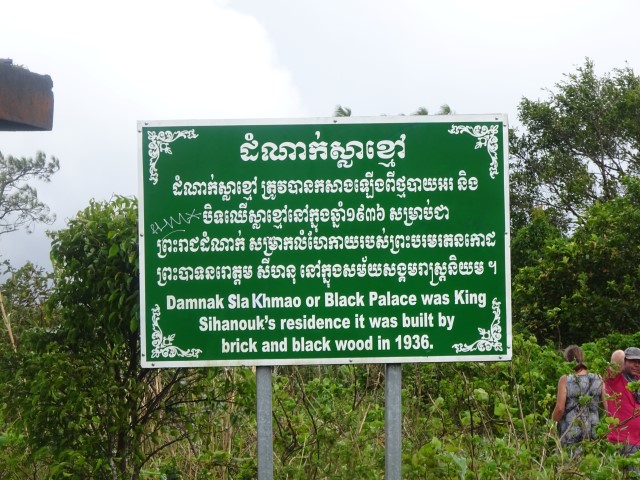 ដំណាក់ស្លាខ្មៅ
ដំណាក់ស្លាខ្មៅ ត្រូវបានកសាងឡើងពីថ្មបាយអរ និង
បិទឈើស្លាខ្មៅនៅក្នុងឆ្នាំ១៩៣៦ សម្រាប់ជា
ព្រះរាជដំណាក់ សម្រាកលំហែកាយរបស់ព្រះបរមរតនកោដ
ព្រះបាទនរោត្តម សីហនុ នៅក្នុងសម័យសង្គមរាស្ត្រនិយម ។
Damnak Sla Khmao or Black Palace was King
Sihanouk's residence it was built by
brick and black wood in 1936.